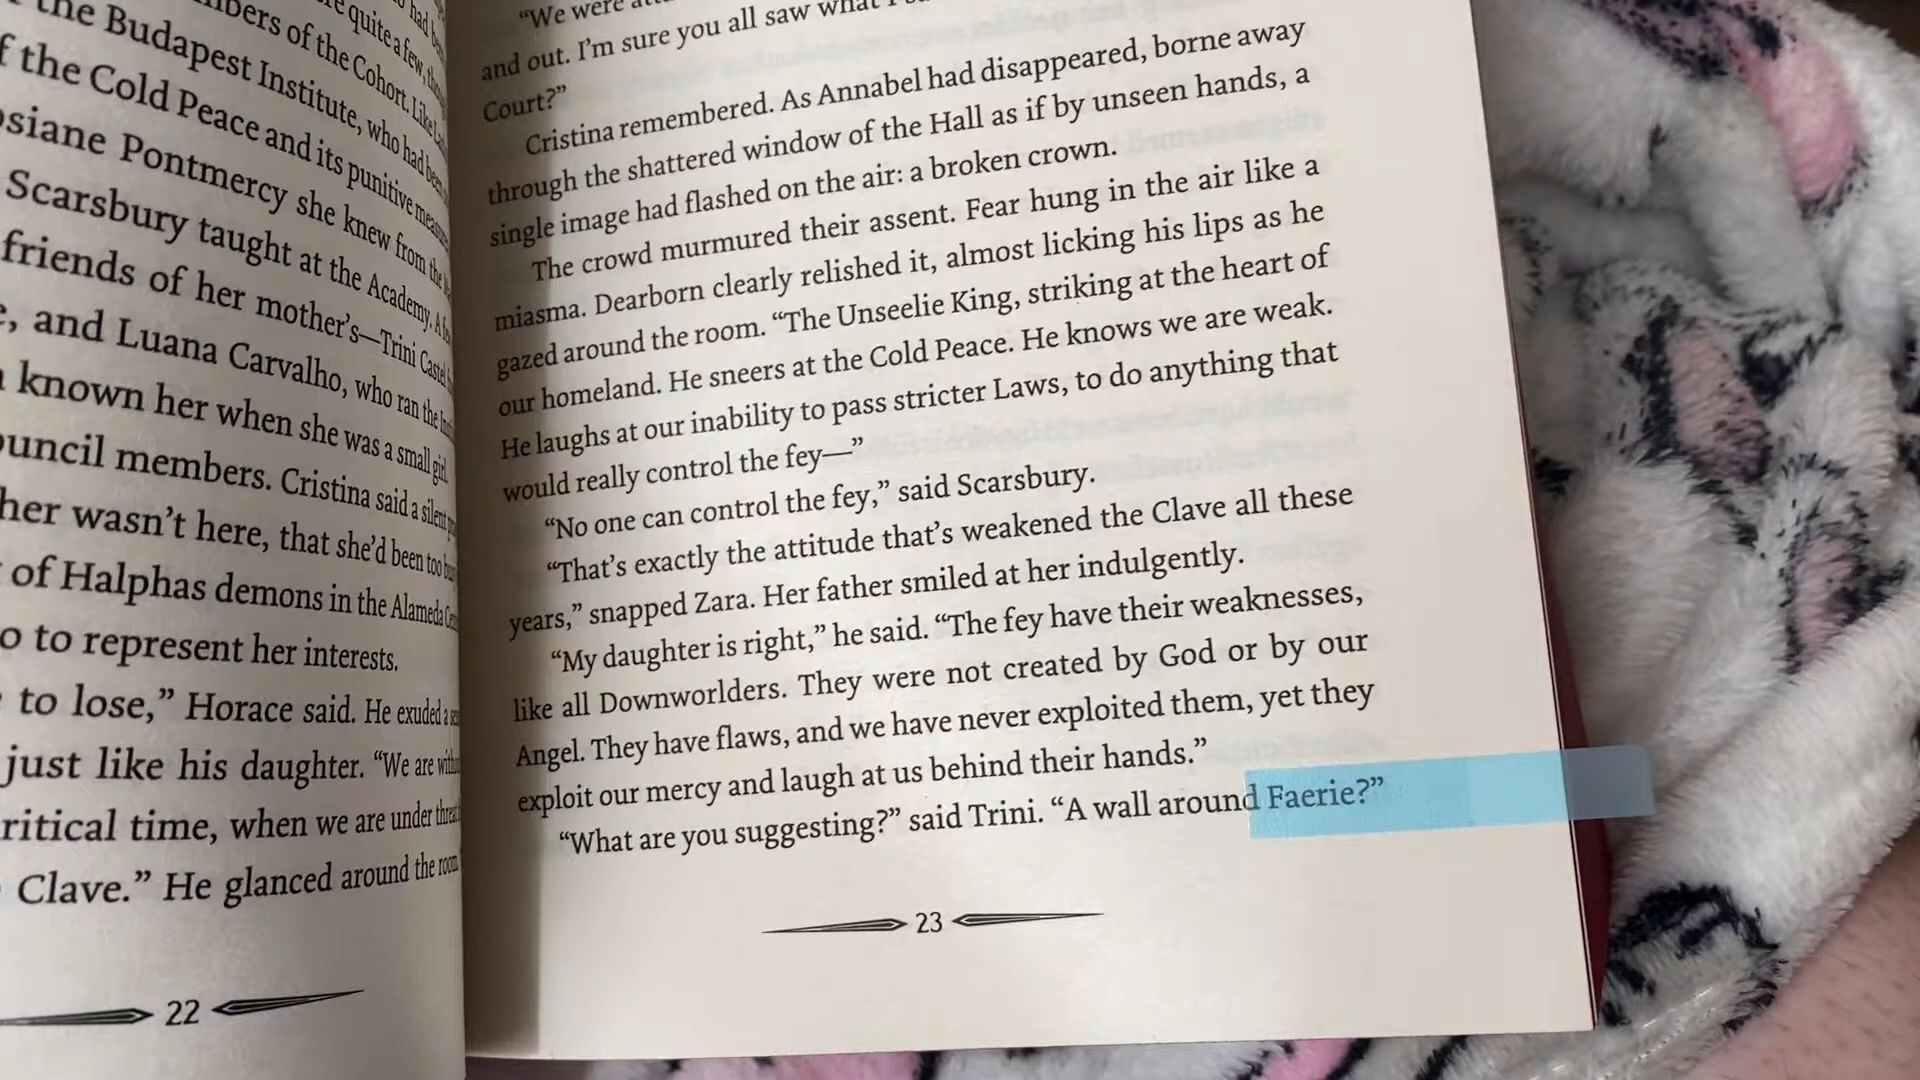 the Budapest Institute, who had been
f the Cold Peace and its punitive measures
siane Pontmercy she knew from the
Scarsbury taught at the Academy. A few
friends of her mother's—Trini Castel
, and Luana Carvalho, who ran the
known her when she was a small girl.
uncil members. Cristina said a silent
her wasn't here, that she'd been too
of Halphas demons in the Alameda
o to represent her interests.
to lose,” Horace said. He exuded a
just like his daughter. “We are
ritical time, when we are under threat
Clave.” He glanced around the room
22
“We were
and out. I'm sure you all saw what I
Court?”
Cristina remembered. As Annabel had disappeared, borne away
through the shattered window of the Hall as if by unseen hands, a
single image had flashed on the air: a broken crown.
The crowd murmured their assent. Fear hung in the air like a
miasma. Dearborn clearly relished it, almost licking his lips as he
gazed around the room. “The Unseelie King, striking at the heart of
our homeland. He sneers at the Cold Peace. He knows we are weak.
He laughs at our inability to pass stricter Laws, to do anything that
would really control the fey—”
“No one can control the fey,” said Scarsbury.
“That's exactly the attitude that's weakened the Clave all these
years,” snapped Zara. Her father smiled at her indulgently.
“My daughter is right,” he said. “The fey have their weaknesses,
like all Downworlders. They were not created by God or by our
Angel. They have flaws, and we have never exploited them, yet they
exploit our mercy and laugh at us behind their hands.”
“What are you suggesting?” said Trini. “A wall around Faerie?”
23